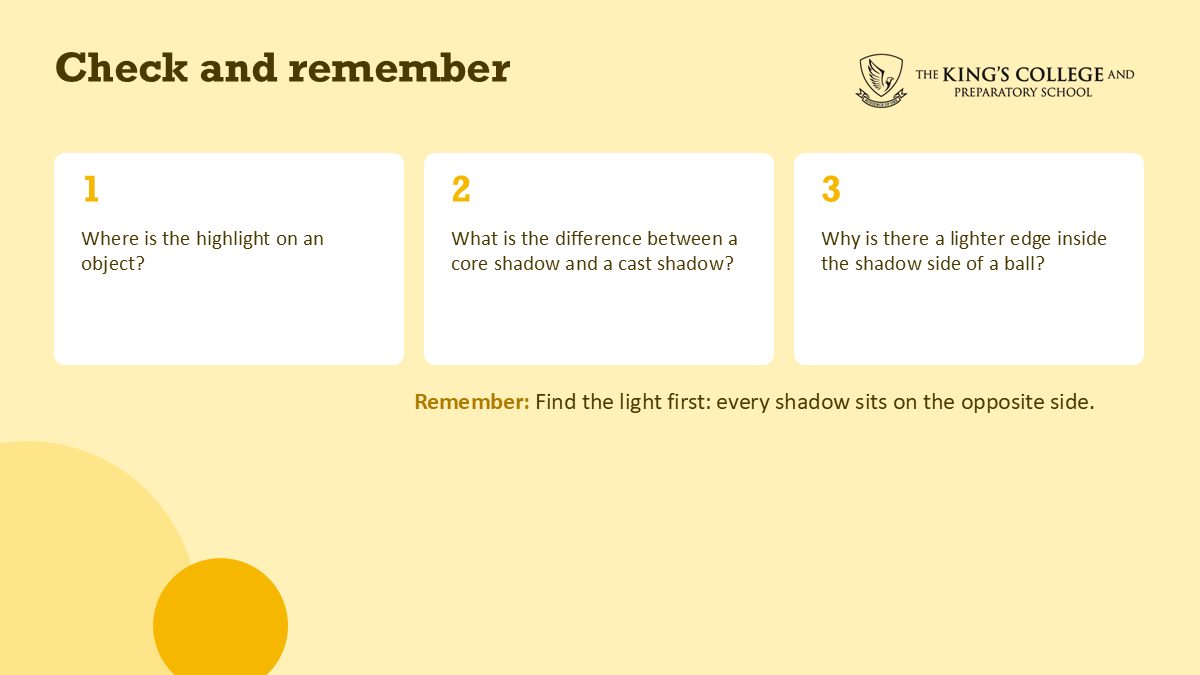 Check and remember
THE KING'S COLLEGE AND
PREPARATORY SCHOOL
1
Where is the highlight on an
object?
2
What is the difference between a
core shadow and a cast shadow?
3
Why is there a lighter edge inside
the shadow side of a ball?
Remember: Find the light first: every shadow sits on the opposite side.